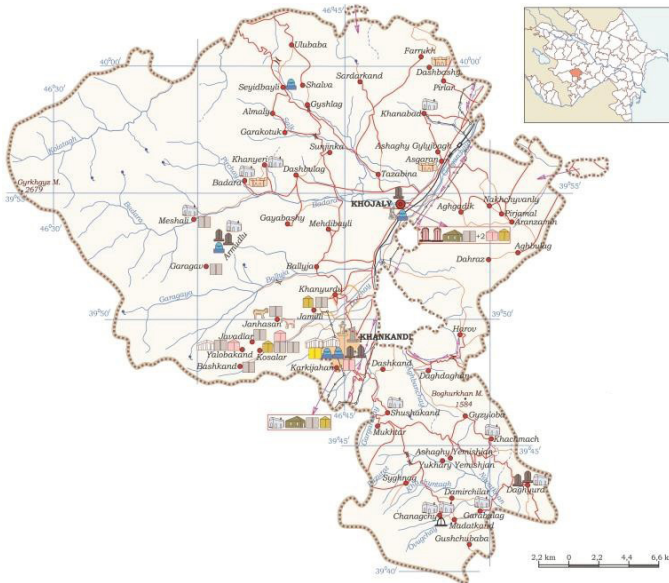 46°45'
Ulubaba
40°00'
Farrukh
40°00'
Dashbashy
Seyidbayli
Shalva
Sardarkand
Pirlar
46°30'
Gyshlag
Almaly
Khanabad
Garakotuk
Sunjinka
Ashaghy Gylyjbagh
Khanyeri
Asgaran
Dashbulag
Tazabina
Badara
Gyrkhgyz M.
2679
39°55'
39°55'
KHOJALY
Aghgadik
Nakhchyvanly
46°30'
Meshali
Pirjamal
Aranzamin
Gayabashy
Mehdibayli
+2
Armudlu
Aghbulag
Garagav
Ballyja
Dahraz
Khanyurdu
39°50'
39°50'
Jamilli
Janhasan
Harov
Javadlar
KHANKANDI
Yalobakand
Kosalar
Bashkand
Karkijahan
Dashkand
Daghdaghan
Boghurkhan M.
1584
46°45'
Shushakand
Guzyloba
39°45'
Mukhtar
Khachmach
39°45'
Ashaghy Yemishjan
Yukhary Yemishjan
Syghnag
Daghyurd
Damirchilar
Chanagchy
Garabulag
Madatkand
Gushchubaba
39°40'
2,2 km 0 2,2 4,4 6,6 k